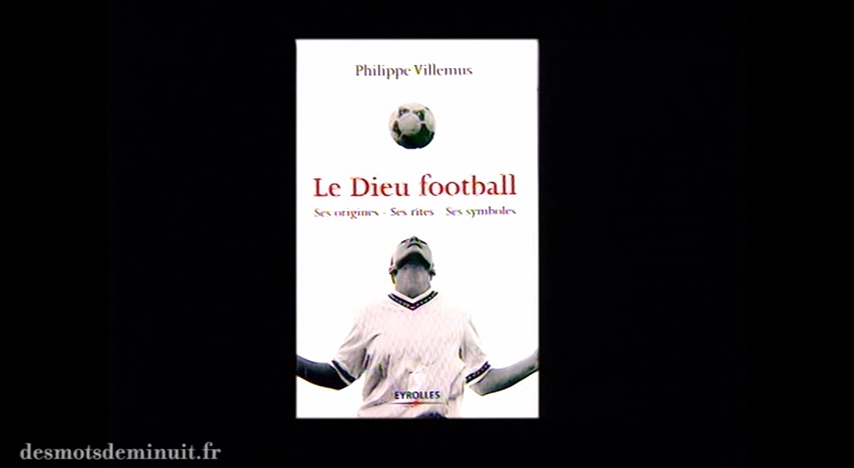 Philippe Villemus
Le Dieu football
Ses origines - Ses rites - Ses symboles
EYROLLES
desmotsdeminuit.fr